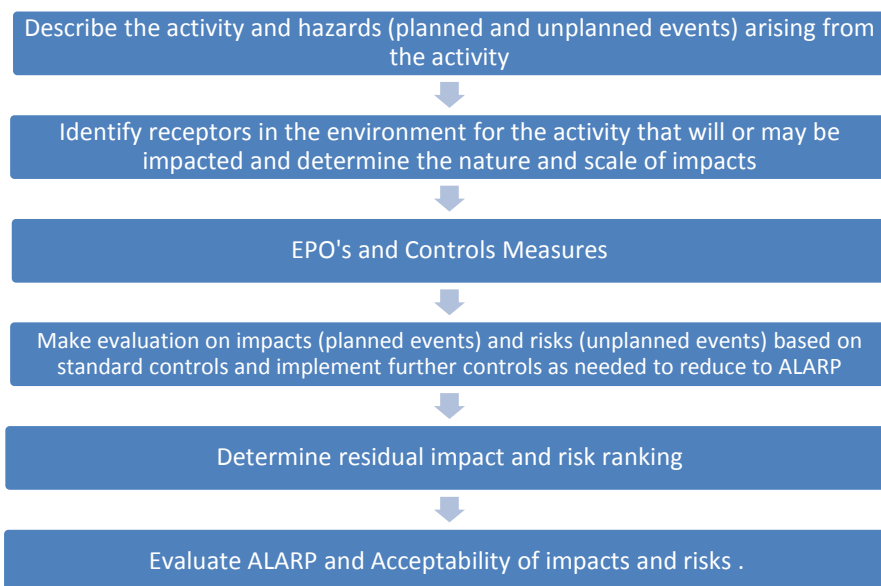 Describe the activity and hazards (planned and unplanned events) arising from
the activity
Identify receptors in the environment for the activity that will or may be
impacted and determine the nature and scale of impacts
EPO's and Controls Measures
Make evaluation on impacts (planned events) and risks (unplanned events) based on
standard controls and implement further controls as needed to reduce to ALARP
Determine residual impact and risk ranking
Evaluate ALARP and Acceptability of impacts and risks .